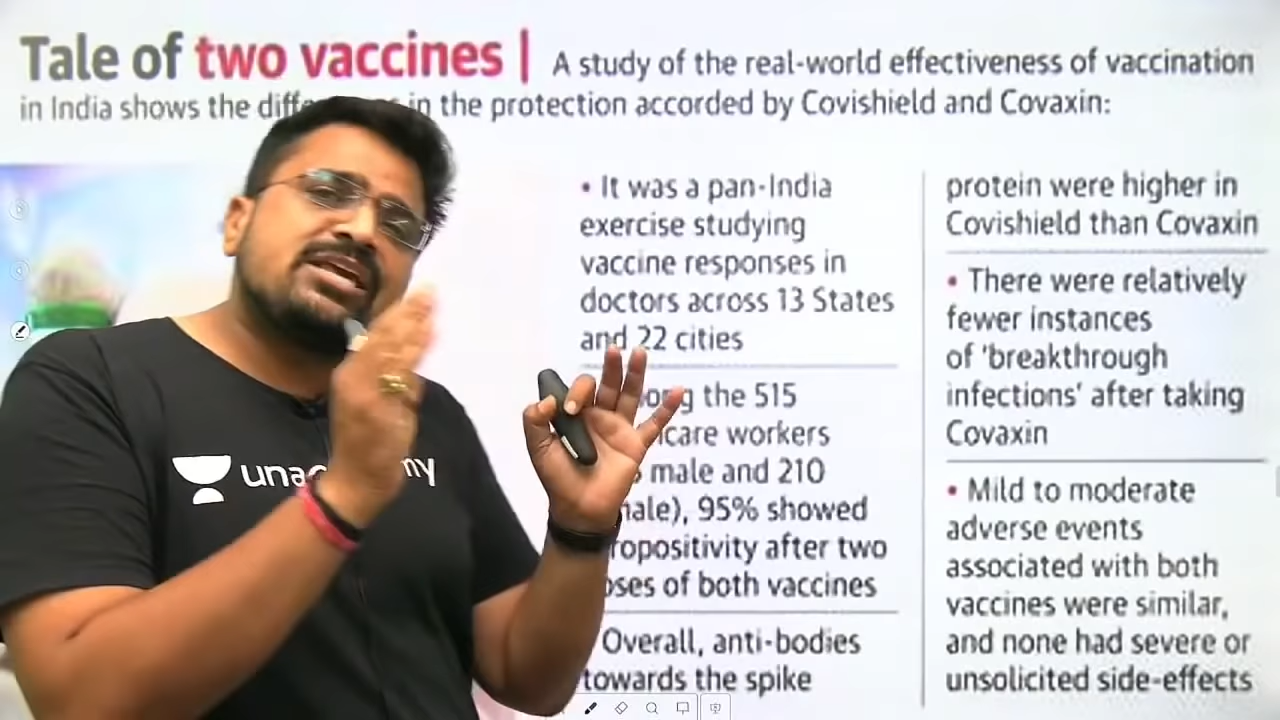 Tale of two vaccines | A study of the real-world effectiveness of vaccination
in India shows the in the protection accorded by Covishield and Covaxin:
• It was a pan-India
exercise studying
vaccine responses in
doctors across 13 States
and 22 cities
the 515
workers
male and 210
95% showed
after two
of both vaccines
Overall, anti-bodies
towards the spike
protein were higher in
Covishield than Covaxin
• There were relatively
fewer instances
of ‘breakthrough
infections’ after taking
Covaxin
• Mild to moderate
adverse events
associated with both
vaccines were similar,
and none had severe or
unsolicited side-effects